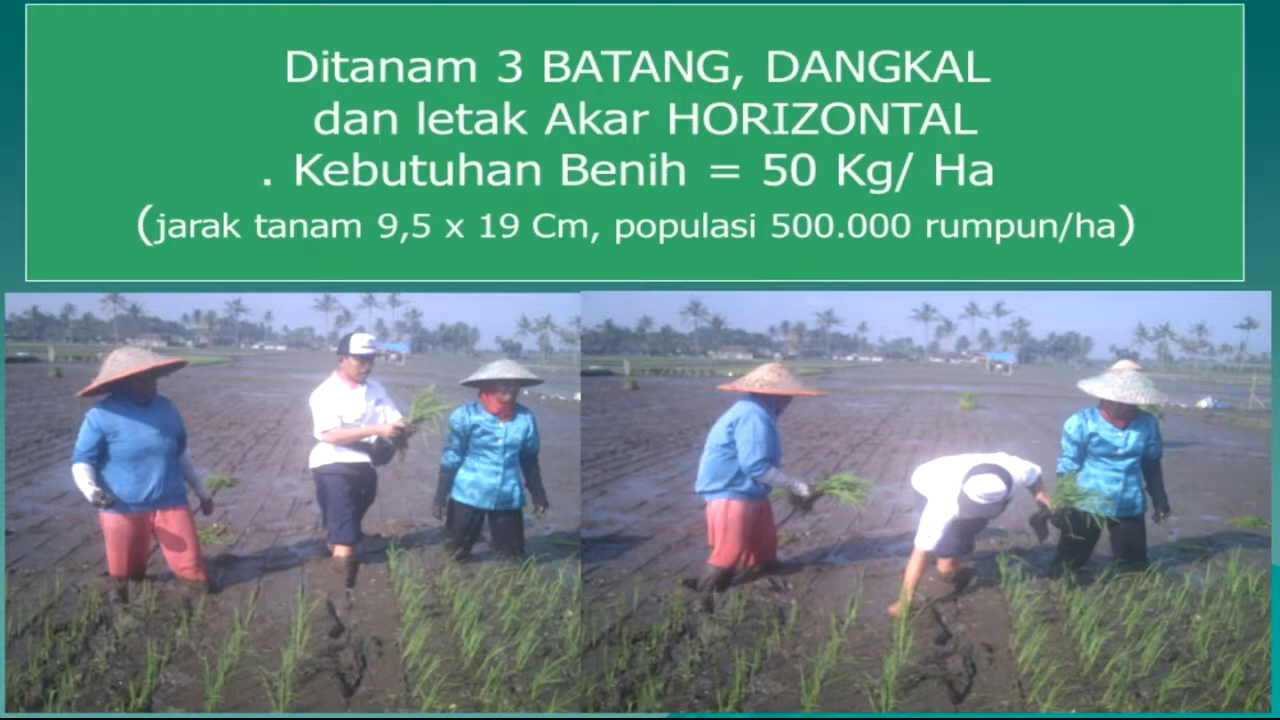 Ditanam 3 BATANG, DANGKAL
dan letak Akar HORIZONTAL
. Kebutuhan Benih = 50 Kg/ Ha
(jarak tanam 9,5 x 19 Cm, populasi 500.000 rumpun/ha)